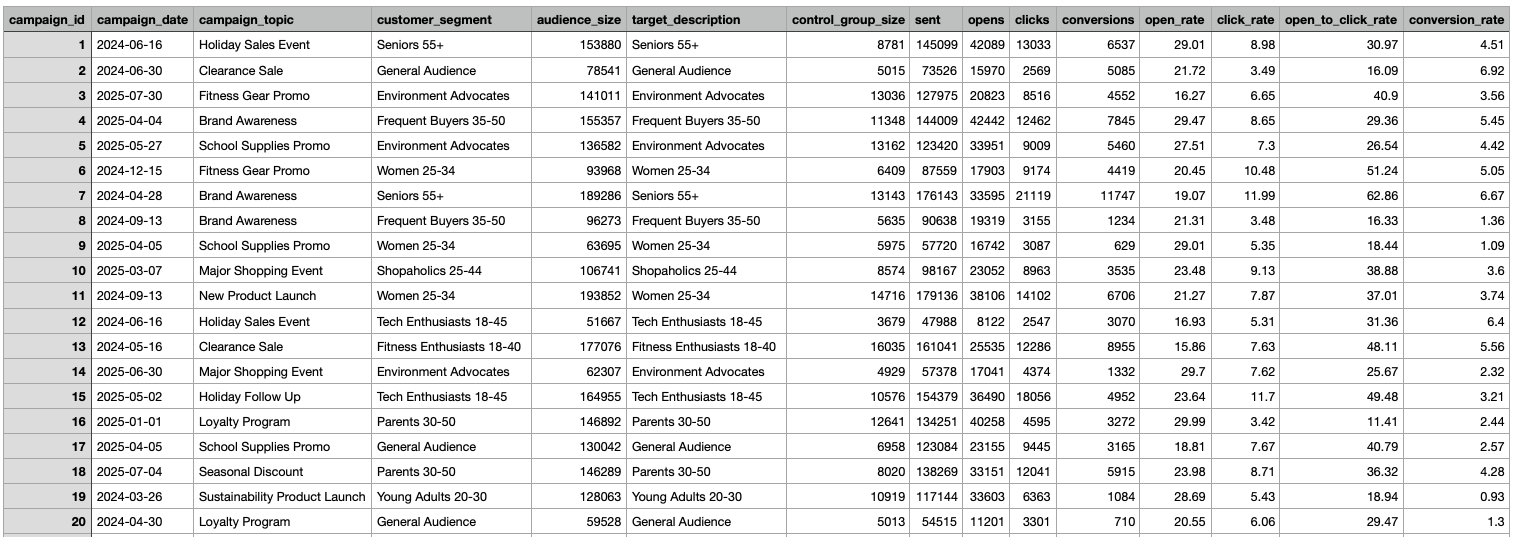 campaign_id campaign_date campaign_topic customer_segment audience_size target_description control_group_size sent opens clicks conversions open_rate click_rate open_to_click_rate conversion_rate
1 2024-06-16 Holiday Sales Event Seniors 55+ 153880 Seniors 55+ 8781 145099 42089 13033 6537 29.01 8.98 30.97 4.51
2 2024-06-30 Clearance Sale General Audience 78541 General Audience 5015 73526 15970 2569 5085 21.72 3.49 16.09 6.92
3 2025-07-30 Fitness Gear Promo Environment Advocates 141011 Environment Advocates 13036 127975 20823 8516 4552 16.27 6.65 40.9 3.56
4 2025-04-04 Brand Awareness Frequent Buyers 35-50 155357 Frequent Buyers 35-50 11348 144009 42442 12462 7845 29.47 8.65 29.36 5.45
5 2025-05-27 School Supplies Promo Environment Advocates 136582 Environment Advocates 13162 123420 33951 9009 5460 27.51 7.3 26.54 4.42
6 2024-12-15 Fitness Gear Promo Women 25-34 93968 Women 25-34 6409 87559 17903 9174 4419 20.45 10.48 51.24 5.05
7 2024-04-28 Brand Awareness Seniors 55+ 189286 Seniors 55+ 13143 176143 33595 21119 11747 19.07 11.99 62.86 6.67
8 2024-09-13 Brand Awareness Frequent Buyers 35-50 96273 Frequent Buyers 35-50 5635 90638 19319 3155 1234 21.31 3.48 16.33 1.36
9 2025-04-05 School Supplies Promo Women 25-34 63695 Women 25-34 5975 57720 16742 3087 629 29.01 5.35 18.44 1.09
10 2025-03-07 Major Shopping Event Shopaholics 25-44 106741 Shopaholics 25-44 8574 98167 23052 8963 3535 23.48 9.13 38.88 3.6
11 2024-09-13 New Product Launch Women 25-34 193852 Women 25-34 14716 179136 38106 14102 6706 21.27 7.87 37.01 3.74
12 2024-06-16 Holiday Sales Event Tech Enthusiasts 18-45 51667 Tech Enthusiasts 18-45 3679 47988 8122 2547 3070 16.93 5.31 31.36 6.4
13 2024-05-16 Clearance Sale Fitness Enthusiasts 18-40 177076 Fitness Enthusiasts 18-40 16035 161041 25535 12286 8955 15.86 7.63 48.11 5.56
14 2025-06-30 Major Shopping Event Environment Advocates 62307 Environment Advocates 4929 57378 17041 4374 1332 29.7 7.62 25.67 2.32
15 2025-05-02 Holiday Follow Up Tech Enthusiasts 18-45 164955 Tech Enthusiasts 18-45 10576 154379 36490 18056 4952 23.64 11.7 49.48 3.21
16 2025-01-01 Loyalty Program Parents 30-50 146892 Parents 30-50 12641 134251 40258 4595 3272 29.99 3.42 11.41 2.44
17 2025-04-05 School Supplies Promo General Audience 130042 General Audience 6958 123084 23155 9445 3165 18.81 7.67 40.79 2.57
18 2025-07-04 Seasonal Discount Parents 30-50 146289 Parents 30-50 8020 138269 33151 12041 5915 23.98 8.71 36.32 4.28
19 2024-03-26 Sustainability Product Launch Young Adults 20-30 128063 Young Adults 20-30 10919 117144 33603 6363 1084 28.69 5.43 18.94 0.93
20 2024-04-30 Loyalty Program General Audience 59528 General Audience 5013 54515 11201 3301 710 20.55 6.06 29.47 1.3